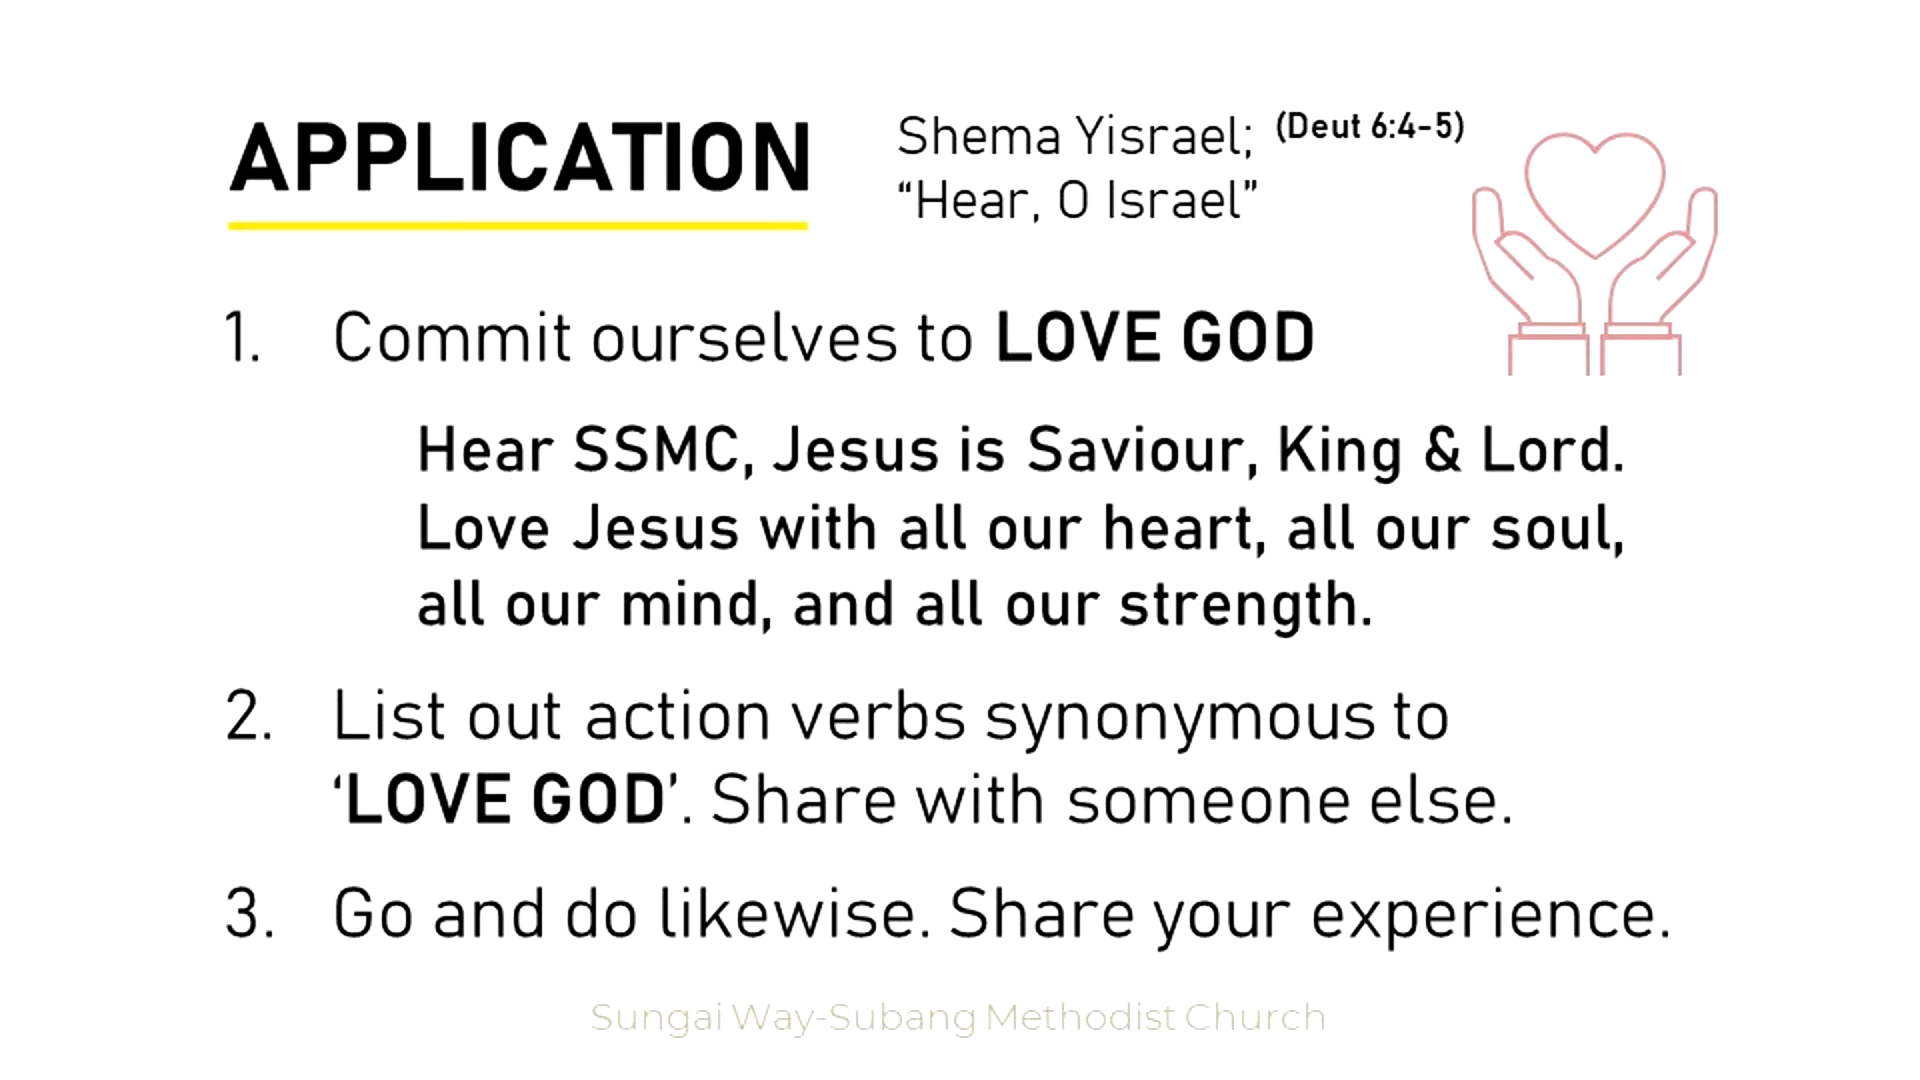 APPLICATION
Shema Yisrael; (Deut 6:4-5)
“Hear, O Israel”
1. Commit ourselves to LOVE GOD
Hear SSMC, Jesus is Saviour, King & Lord.
Love Jesus with all our heart, all our soul,
all our mind, and all our strength.
2. List out action verbs synonymous to
‘LOVE GOD’. Share with someone else.
3. Go and do likewise. Share your experience.
Sungai Way-Subang Methodist Church